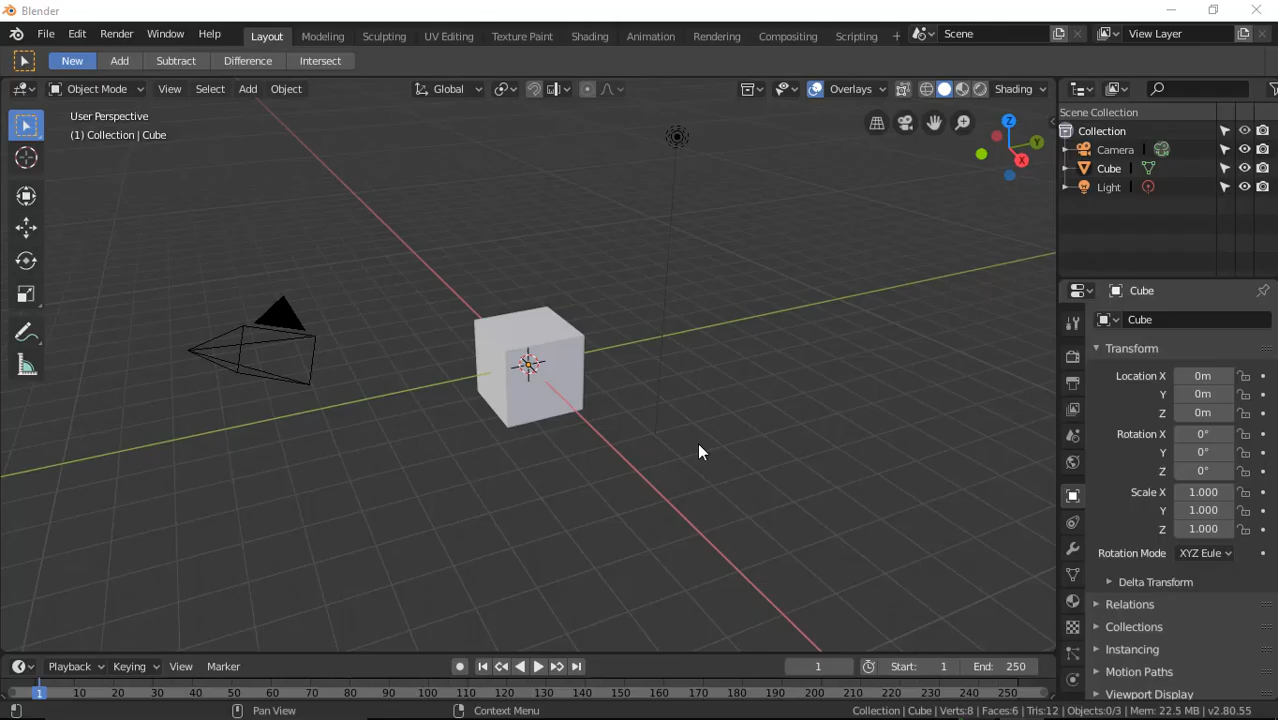 Blender
File Edit Render Window Help Layout Modeling Sculpting UV Editing Texture Paint Shading Animation Rendering Compositing Scripting + Scene View Layer
New Add Subtract Difference Intersect
Object Mode View Select Add Object Global Overlays Shading
User Perspective
(1) Collection | Cube
Z
Y
X
Scene Collection
Collection
Camera
Cube
Light
Cube
Cube
Transform
Location X 0m
Y 0m
Z 0m
Rotation X 0°
Y 0°
Z 0°
Scale X 1.000
Y 1.000
Z 1.000
Rotation Mode XYZ Eule
Delta Transform
Relations
Collections
Instancing
Motion Paths
Viewport Display
Playback Keying View Marker 1 Start: 1 End: 250
1 10 20 30 40 50 60 70 80 90 100 110 120 130 140 150 160 170 180 190 200 210 220 230 240 250
Pan View Context Menu Collection | Cube | Verts:8 | Faces:6 | Tris:12 | Objects:0/3 | Mem: 22.5 MB | v2.80.55